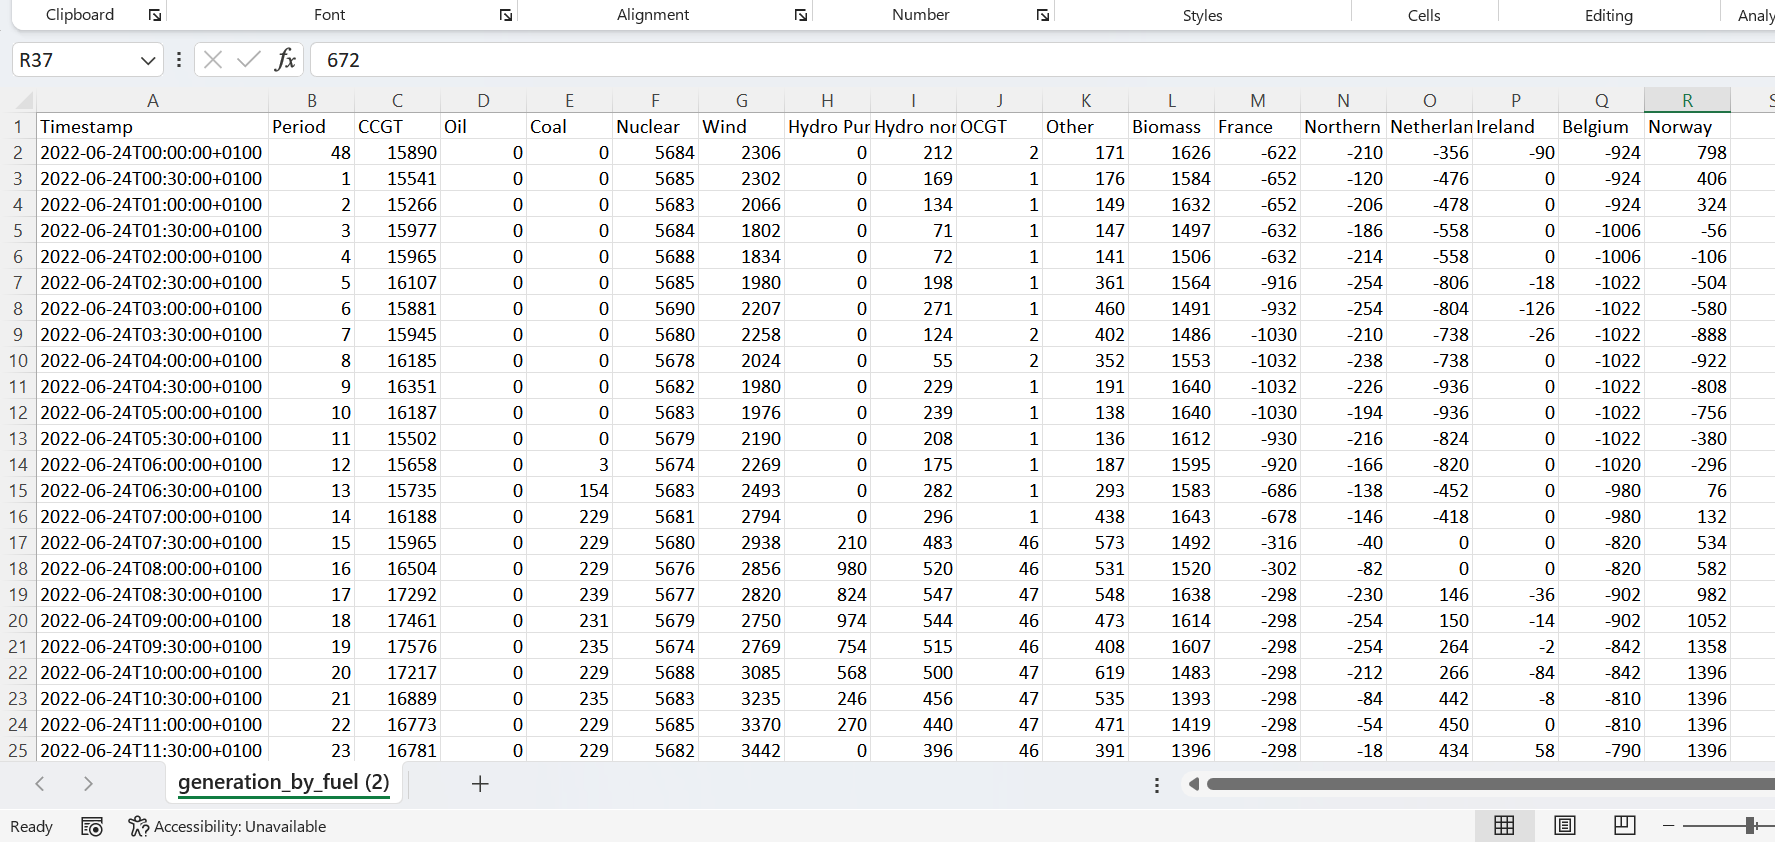 Clipboard Font Alignment Number Styles Cells Editing Analy
R37 fx 672
A B C D E F G H I J K L M N O P Q R S
1 Timestamp Period CCGT Oil Coal Nuclear Wind Hydro Pur Hydro nor OCGT Other Biomass France Northern Netherlan Ireland Belgium Norway
2 2022-06-24T00:00:00+0100 48 15890 0 0 5684 2306 0 212 2 171 1626 -622 -210 -356 -90 -924 798
3 2022-06-24T00:30:00+0100 1 15541 0 0 5685 2302 0 169 1 176 1584 -652 -120 -476 0 -924 406
4 2022-06-24T01:00:00+0100 2 15266 0 0 5683 2066 0 134 1 149 1632 -652 -206 -478 0 -924 324
5 2022-06-24T01:30:00+0100 3 15977 0 0 5684 1802 0 71 1 147 1497 -632 -186 -558 0 -1006 -56
6 2022-06-24T02:00:00+0100 4 15965 0 0 5688 1834 0 72 1 141 1506 -632 -214 -558 0 -1006 -106
7 2022-06-24T02:30:00+0100 5 16107 0 0 5685 1980 0 198 1 361 1564 -916 -254 -806 -18 -1022 -504
8 2022-06-24T03:00:00+0100 6 15881 0 0 5690 2207 0 271 1 460 1491 -932 -254 -804 -126 -1022 -580
9 2022-06-24T03:30:00+0100 7 15945 0 0 5680 2258 0 124 2 402 1486 -1030 -210 -738 -26 -1022 -888
10 2022-06-24T04:00:00+0100 8 16185 0 0 5678 2024 0 55 2 352 1553 -1032 -238 -738 0 -1022 -922
11 2022-06-24T04:30:00+0100 9 16351 0 0 5682 1980 0 229 1 191 1640 -1032 -226 -936 0 -1022 -808
12 2022-06-24T05:00:00+0100 10 16187 0 0 5683 1976 0 239 1 138 1640 -1030 -194 -936 0 -1022 -756
13 2022-06-24T05:30:00+0100 11 15502 0 0 5679 2190 0 208 1 136 1612 -930 -216 -824 0 -1022 -380
14 2022-06-24T06:00:00+0100 12 15658 0 3 5674 2269 0 175 1 187 1595 -920 -166 -820 0 -1020 -296
15 2022-06-24T06:30:00+0100 13 15735 0 154 5683 2493 0 282 1 293 1583 -686 -138 -452 0 -980 76
16 2022-06-24T07:00:00+0100 14 16188 0 229 5681 2794 0 296 1 438 1643 -678 -146 -418 0 -980 132
17 2022-06-24T07:30:00+0100 15 15965 0 229 5680 2938 210 483 46 573 1492 -316 -40 0 0 -820 534
18 2022-06-24T08:00:00+0100 16 16504 0 229 5676 2856 980 520 46 531 1520 -302 -82 0 0 -820 582
19 2022-06-24T08:30:00+0100 17 17292 0 239 5677 2820 824 547 47 548 1638 -298 -230 146 -36 -902 982
20 2022-06-24T09:00:00+0100 18 17461 0 231 5679 2750 974 544 46 473 1614 -298 -254 150 -14 -902 1052
21 2022-06-24T09:30:00+0100 19 17576 0 235 5674 2769 754 515 46 408 1607 -298 -254 264 -2 -842 1358
22 2022-06-24T10:00:00+0100 20 17217 0 229 5688 3085 568 500 47 619 1483 -298 -212 266 -84 -842 1396
23 2022-06-24T10:30:00+0100 21 16889 0 235 5683 3235 246 456 47 535 1393 -298 -84 442 -8 -810 1396
24 2022-06-24T11:00:00+0100 22 16773 0 229 5685 3370 270 440 47 471 1419 -298 -54 450 0 -810 1396
25 2022-06-24T11:30:00+0100 23 16781 0 229 5682 3442 0 396 46 391 1396 -298 -18 434 58 -790 1396
generation_by_fuel (2)
Ready Accessibility: Unavailable